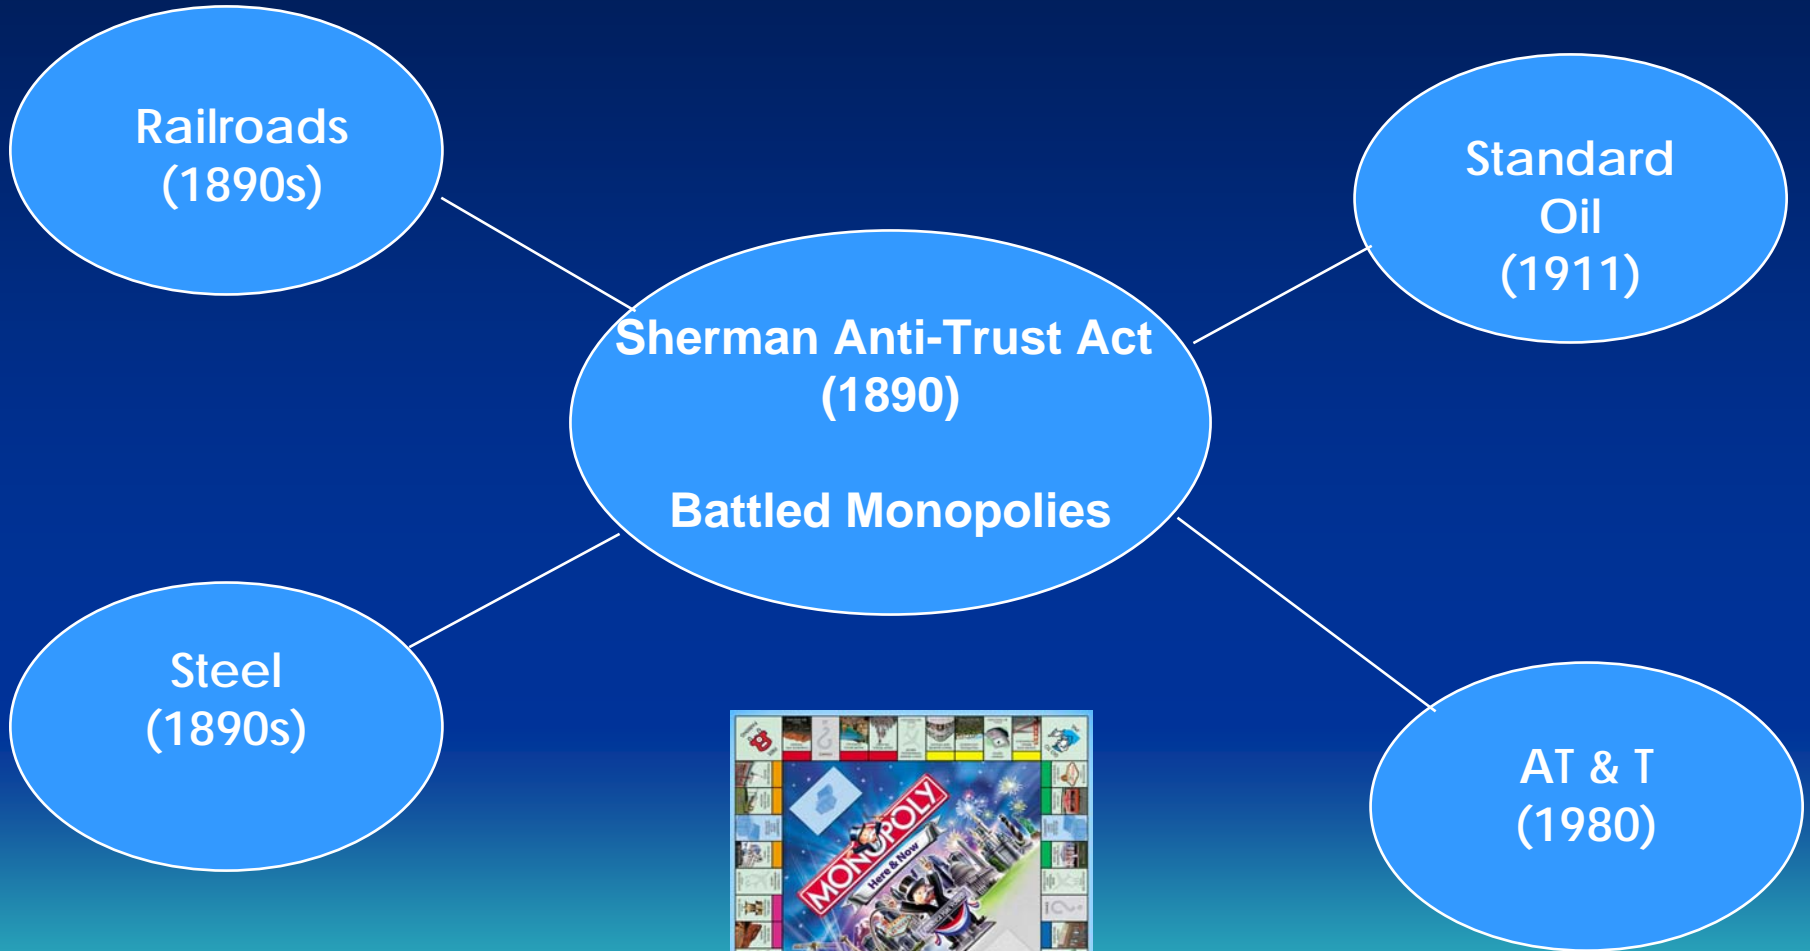 Railroads
(1890s)
Standard
Oil
(1911)
Sherman Anti-Trust Act
(1890)
Battled Monopolies
Steel
(1890s)
AT & T
(1980)
MONOPOLY
Here & Now